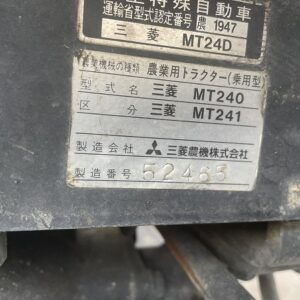 型特殊自動車
運輸省型式認定番号 農 1947
三菱 MT24D
農業機械の種類 農業用トラクター(乗用型)
型式名 三菱 MT240
区分 三菱 MT241
製造会社 三菱農機株式会社
製造番号 52485